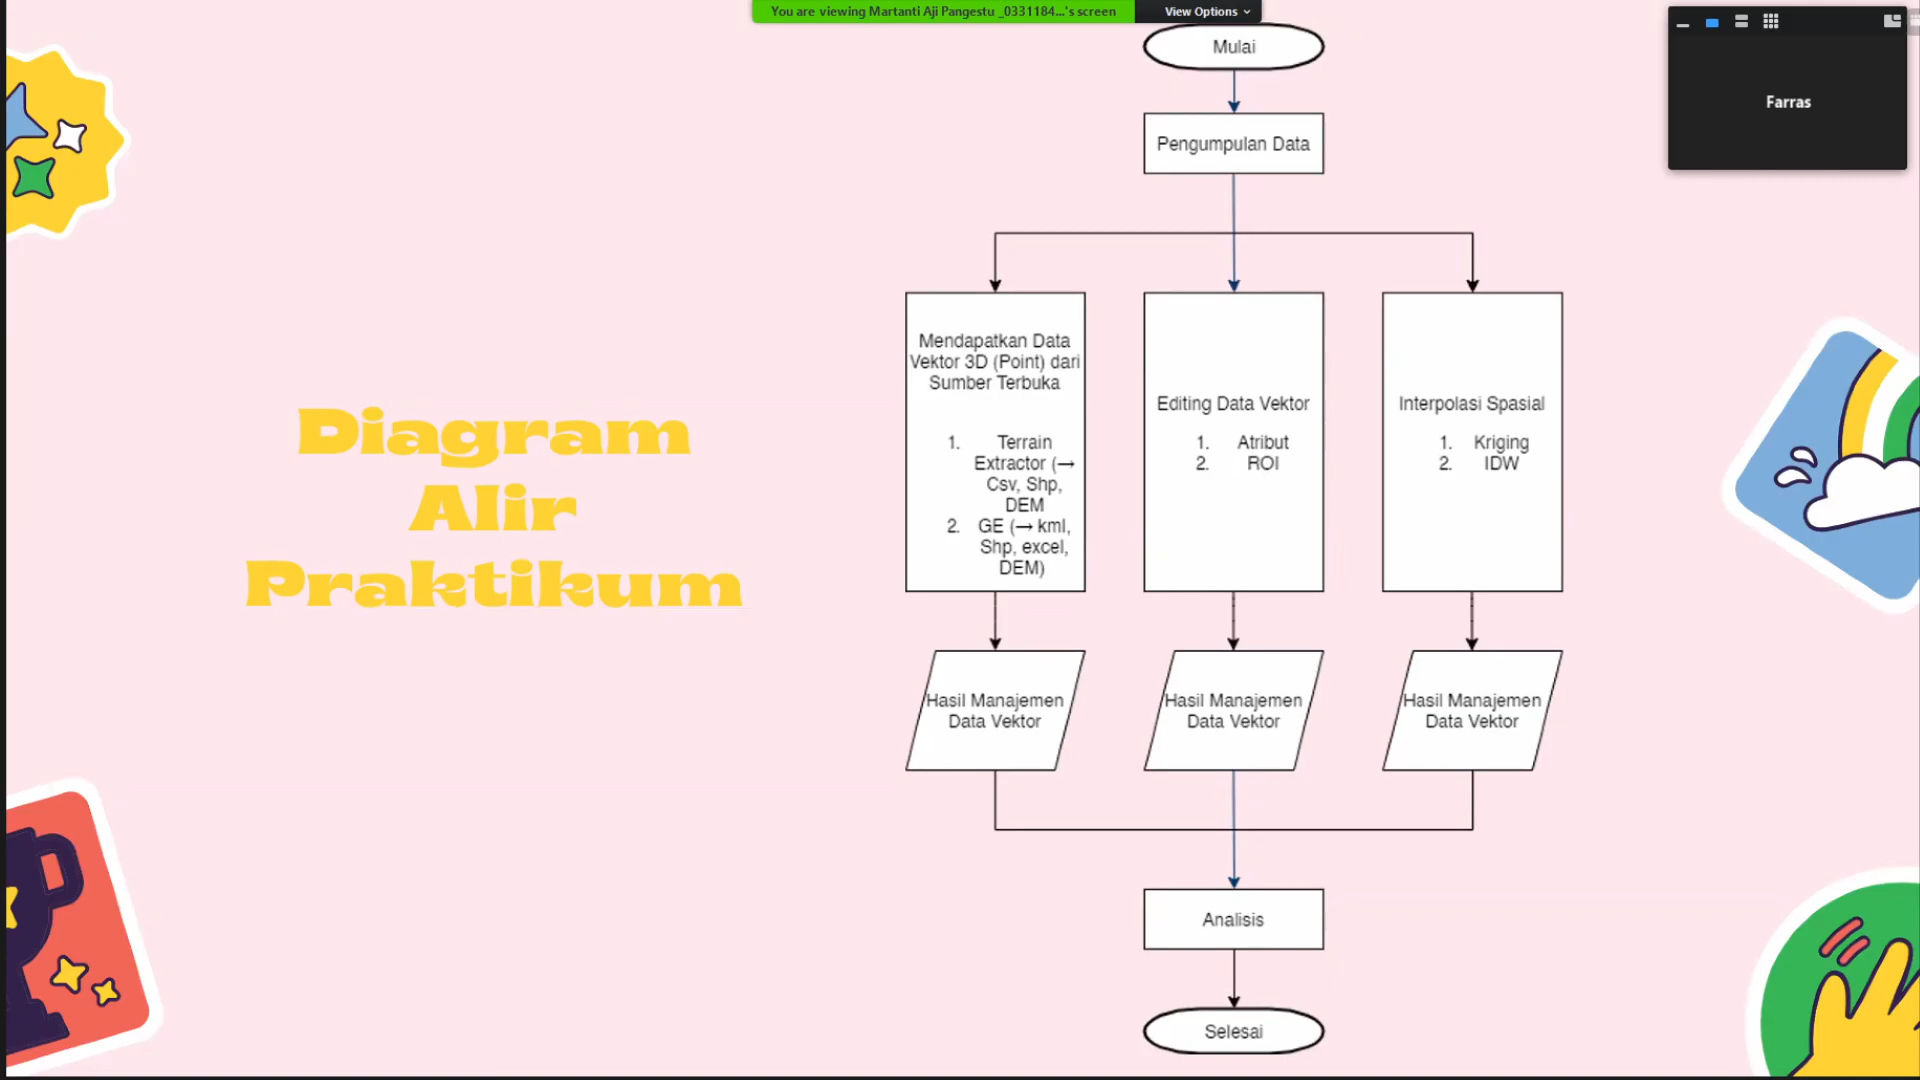 You are viewing Martanti Aji Pangestu _0331184...'s screen
View Options
Farras
Diagram
Alir
Praktikum
Mulai
Pengumpulan Data
Mendapatkan Data
Vektor 3D (Point) dari
Sumber Terbuka
1. Terrain
Extractor (→
Csv, Shp,
DEM
2. GE (→ kml,
Shp, excel,
DEM)
Editing Data Vektor
1. Atribut
2. ROI
Interpolasi Spasial
1. Kriging
2. IDW
Hasil Manajemen
Data Vektor
Hasil Manajemen
Data Vektor
Hasil Manajemen
Data Vektor
Analisis
Selesai